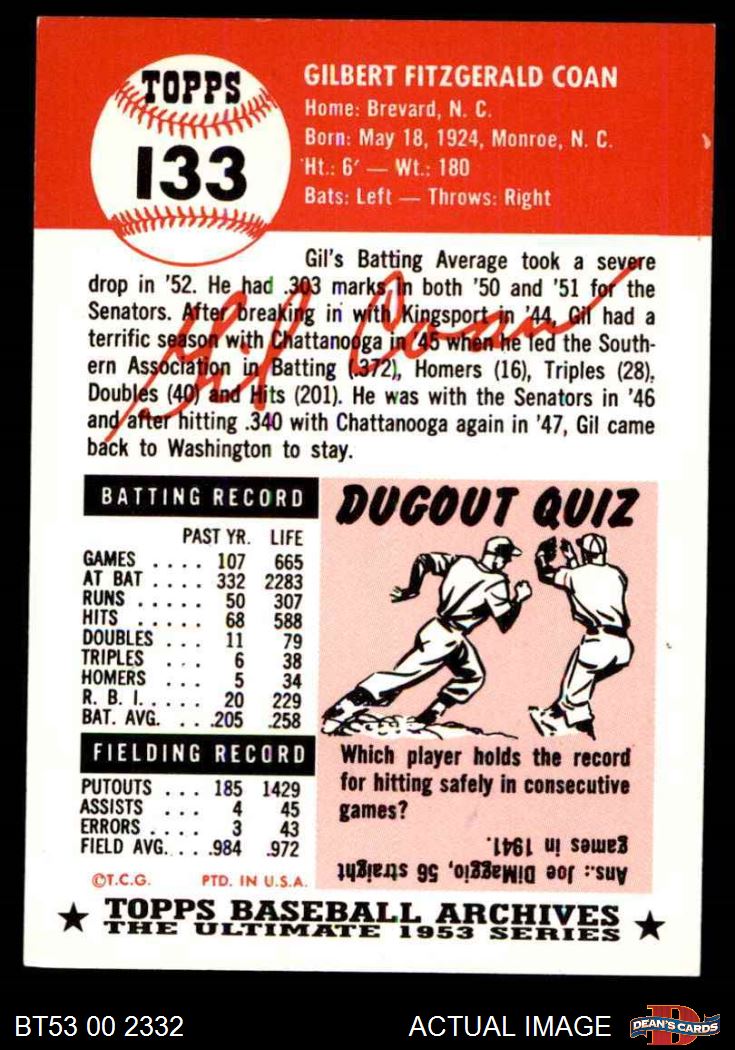 TOPPS
133
GILBERT FITZGERALD COAN
Home: Brevard, N. C.
Born: May 18, 1924, Monroe, N. C.
Ht.: 6' — Wt.: 180
Bats: Left — Throws: Right
Gil's Batting Average took a severe
drop in '52. He had .303 marks in both '50 and '51 for the
Senators. After breaking in with Kingsport in '44, Gil had a
terrific season with Chattanooga in '45 when he led the South-
ern Association in Batting (.372), Homers (16), Triples (28),
Doubles (40) and Hits (201). He was with the Senators in '46
and after hitting .340 with Chattanooga again in '47, Gil came
back to Washington to stay.
Gil Coan
BATTING RECORD
PAST YR. LIFE
GAMES .... 107 665
AT BAT .... 332 2283
RUNS ..... 50 307
HITS ...... 68 588
DOUBLES ... 11 79
TRIPLES ... 6 38
HOMERS ... 5 34
R. B. I. .... 20 229
BAT. AVG. ... .205 .258
FIELDING RECORD
PUTOUTS ... 185 1429
ASSISTS ... 4 45
ERRORS .... 3 43
FIELD AVG. ... .984 .972
©T.C.G. PTD. IN U.S.A.
DUGOUT QUIZ
Which player holds the record
for hitting safely in consecutive
games?
Ans.: Joe DiMaggio, 56 straight
games in 1941.
★ TOPPS BASEBALL ARCHIVES ★
THE ULTIMATE 1953 SERIES
BT53 00 2332
ACTUAL IMAGE
D
DEAN'S CARDS